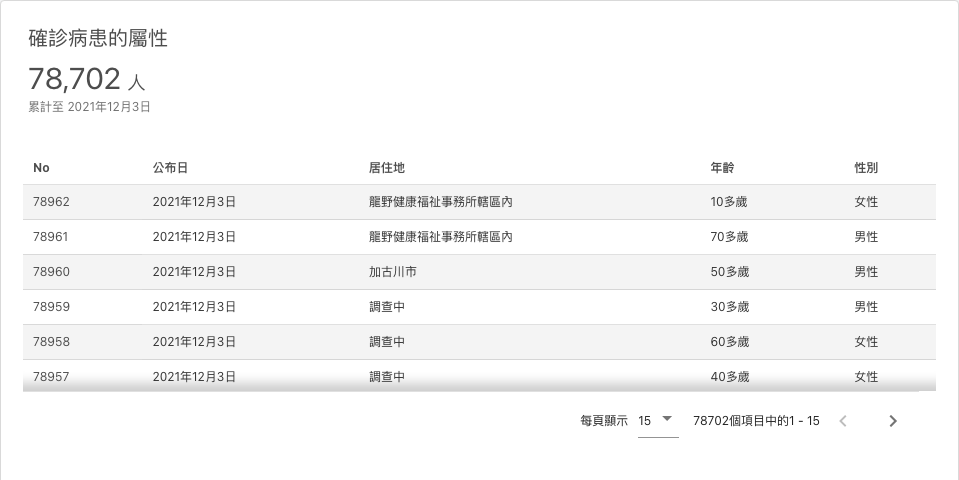 確診病患的屬性
78,702 人
累計至 2021年12月3日
No 公布日 居住地 年齡 性別
78962 2021年12月3日 龍野健康福祉事務所轄區內 10多歲 女性
78961 2021年12月3日 龍野健康福祉事務所轄區內 70多歲 男性
78960 2021年12月3日 加古川市 50多歲 男性
78959 2021年12月3日 調查中 30多歲 男性
78958 2021年12月3日 調查中 60多歲 女性
78957 2021年12月3日 調查中 40多歲 女性
每頁顯示 15 78702個項目中的1 - 15